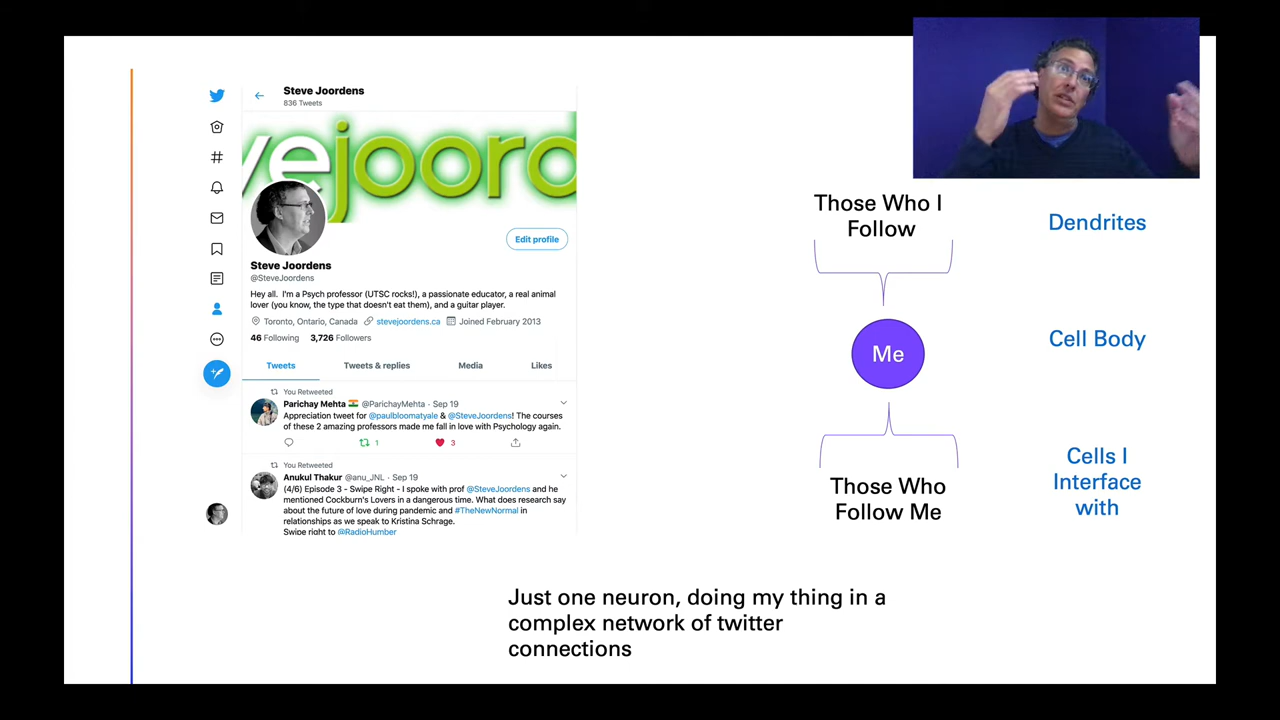 Steve Joordens
836 Tweets
vejoord
Edit profile
Steve Joordens
@SteveJoordens
Hey all. I'm a Psych professor (UTSC rocks!), a passionate educator, a real animal
lover (you know, the type that doesn't eat them), and a guitar player.
Toronto, Ontario, Canada stevejoordens.ca Joined February 2013
46 Following 3,726 Followers
Tweets Tweets & replies Media Likes
You Retweeted
Parichay Mehta 🇮🇳 @ParichayMehta · Sep 19
Appreciation tweet for @paulbloomatyale & @SteveJoordens! The courses
of these 2 amazing professors made me fall in love with Psychology again.
1 3
You Retweeted
Anukul Thakur @anu_JNL · Sep 19
(4/6) Episode 3 - Swipe Right - I spoke with prof @SteveJoordens and he
mentioned Cockburn's Lovers in a dangerous time. What does research say
about the future of love during pandemic and #TheNewNormal in
relationships as we speak to Kristina Schrage.
Swipe right to @RadioHumber
Those Who I
Follow
Dendrites
Me
Cell Body
Those Who
Follow Me
Cells I
Interface
with
Just one neuron, doing my thing in a
complex network of twitter
connections